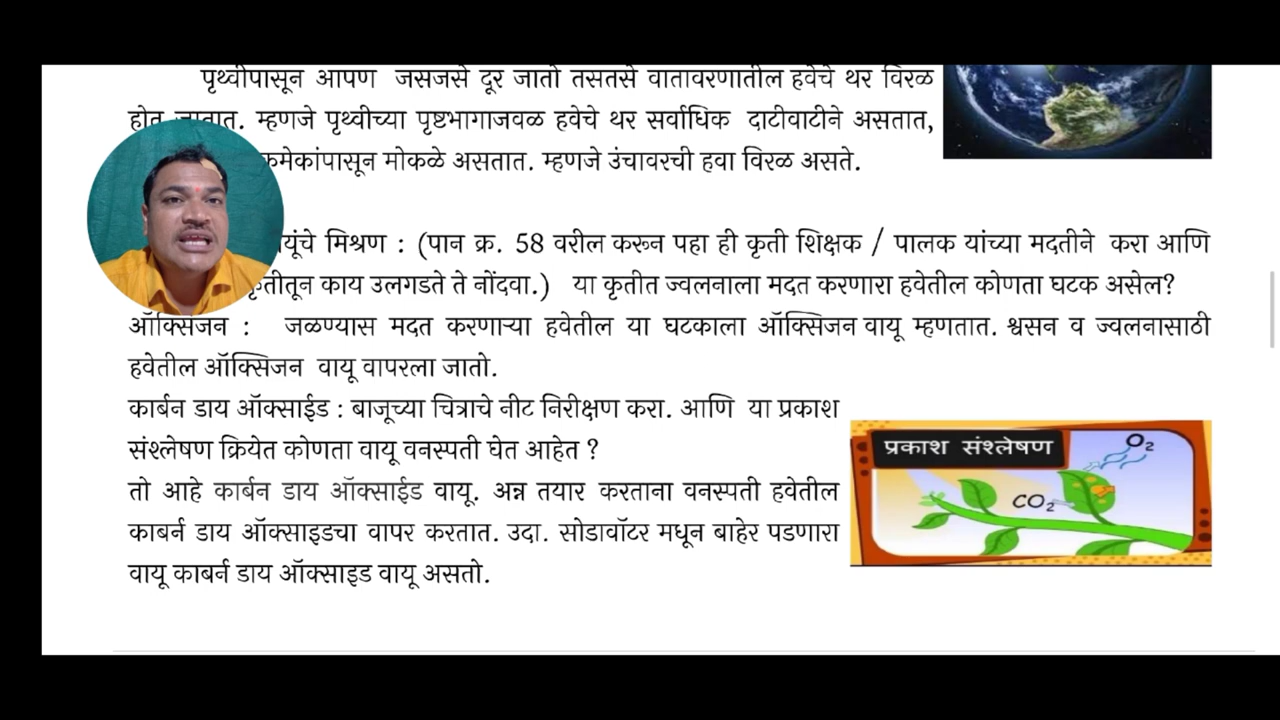 पृथ्वीपासून आपण जसजसे दूर जातो तसतसे वातावरणातील हवेचे थर विरळ
होत जातात. म्हणजे पृथ्वीच्या पृष्टभागाजवळ हवेचे थर सर्वाधिक दाटीवाटीने असतात,
कमेकांपासून मोकळे असतात. म्हणजे उंचावरची हवा विरळ असते.
यूंचे मिश्रण : (पान क्र. 58 वरील करून पहा ही कृती शिक्षक / पालक यांच्या मदतीने करा आणि
कृतीतून काय उलगडते ते नोंदवा.) या कृतीत ज्वलनाला मदत करणारा हवेतील कोणता घटक असेल?
ऑक्सिजन : जळण्यास मदत करणाऱ्या हवेतील या घटकाला ऑक्सिजन वायू म्हणतात. श्वसन व ज्वलनासाठी
हवेतील ऑक्सिजन वायू वापरला जातो.
कार्बन डाय ऑक्साईड : बाजूच्या चित्राचे नीट निरीक्षण करा. आणि या प्रकाश
संश्लेषण क्रियेत कोणता वायू वनस्पती घेत आहेत ?
तो आहे कार्बन डाय ऑक्साईड वायू. अन्न तयार करताना वनस्पती हवेतील
काबर्न डाय ऑक्साइडचा वापर करतात. उदा. सोडावॉटर मधून बाहेर पडणारा
वायू काबर्न डाय ऑक्साइड वायू असतो.
प्रकाश संश्लेषण
O₂
CO₂